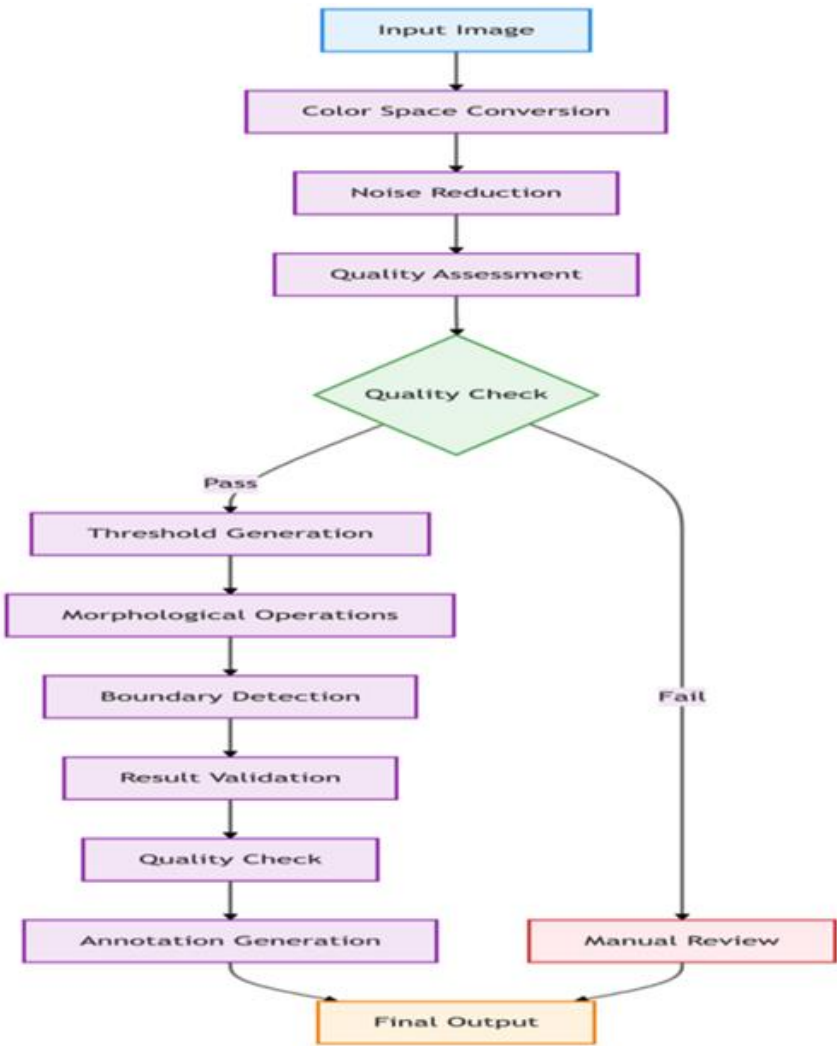 Input Image
Color Space Conversion
Noise Reduction
Quality Assessment
Quality Check
Pass
Threshold Generation
Morphological Operations
Boundary Detection
Fail
Result Validation
Quality Check
Annotation Generation
Manual Review
Final Output